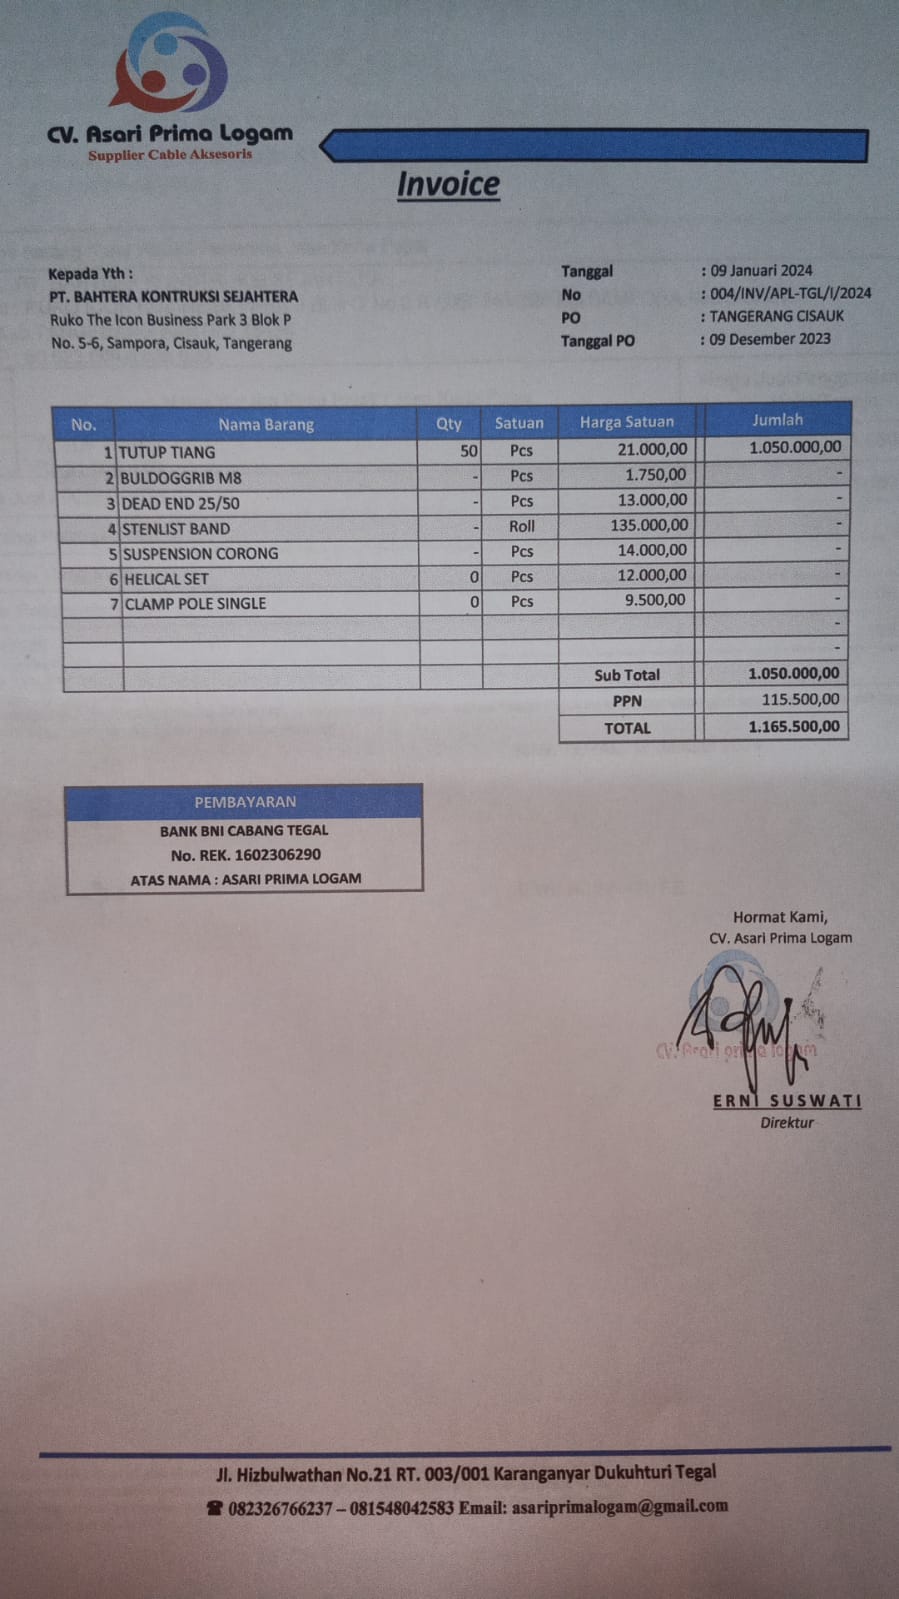 CV. Asari Prima Logam
Supplier Cable Aksesoris
Invoice
Kepada Yth :
PT. BAHTERA KONTRUKSI SEJAHTERA
Ruko The Icon Business Park 3 Blok P
No. 5-6, Sampora, Cisauk, Tangerang
Tanggal : 09 Januari 2024
No : 004/INV/APL-TGL/I/2024
PO : TANGERANG CISAUK
Tanggal PO : 09 Desember 2023
No. Nama Barang Qty Satuan Harga Satuan Jumlah
1 TUTUP TIANG 50 Pcs 21.000,00 1.050.000,00
2 BULDOGGRIB M8 - Pcs 1.750,00 -
3 DEAD END 25/50 - Pcs 13.000,00 -
4 STENLIST BAND - Roll 135.000,00 -
5 SUSPENSION CORONG - Pcs 14.000,00 -
6 HELICAL SET 0 Pcs 12.000,00 -
7 CLAMP POLE SINGLE 0 Pcs 9.500,00 -
-
-
Sub Total 1.050.000,00
PPN 115.500,00
TOTAL 1.165.500,00
PEMBAYARAN
BANK BNI CABANG TEGAL
No. REK. 1602306290
ATAS NAMA : ASARI PRIMA LOGAM
Hormat Kami,
CV. Asari Prima Logam
CV. Asari prima logam
ERNI SUSWATI
Direktur
Jl. Hizbulwathan No.21 RT. 003/001 Karanganyar Dukuhturi Tegal
☎ 082326766237 – 081548042583 Email: asariprimalogam@gmail.com